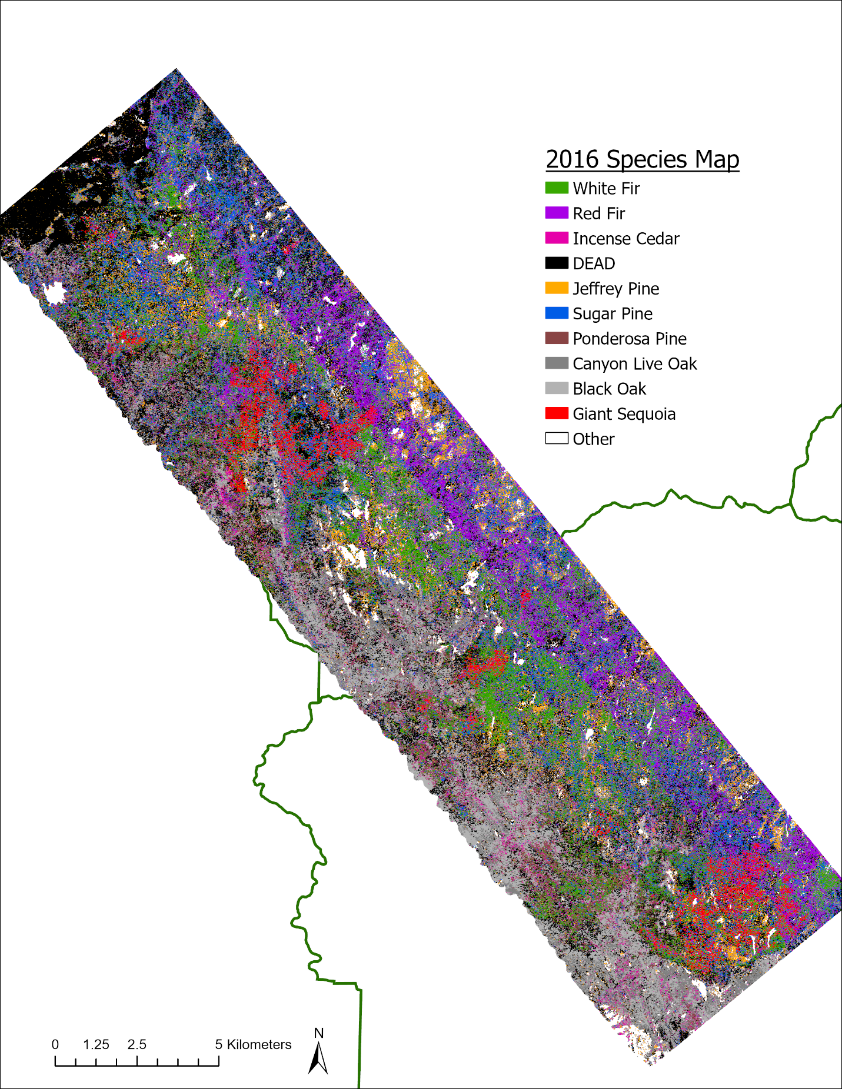 2016 Species Map
White Fir
Red Fir
Incense Cedar
DEAD
Jeffrey Pine
Sugar Pine
Ponderosa Pine
Canyon Live Oak
Black Oak
Giant Sequoia
Other
0 1.25 2.5 5 Kilometers
N